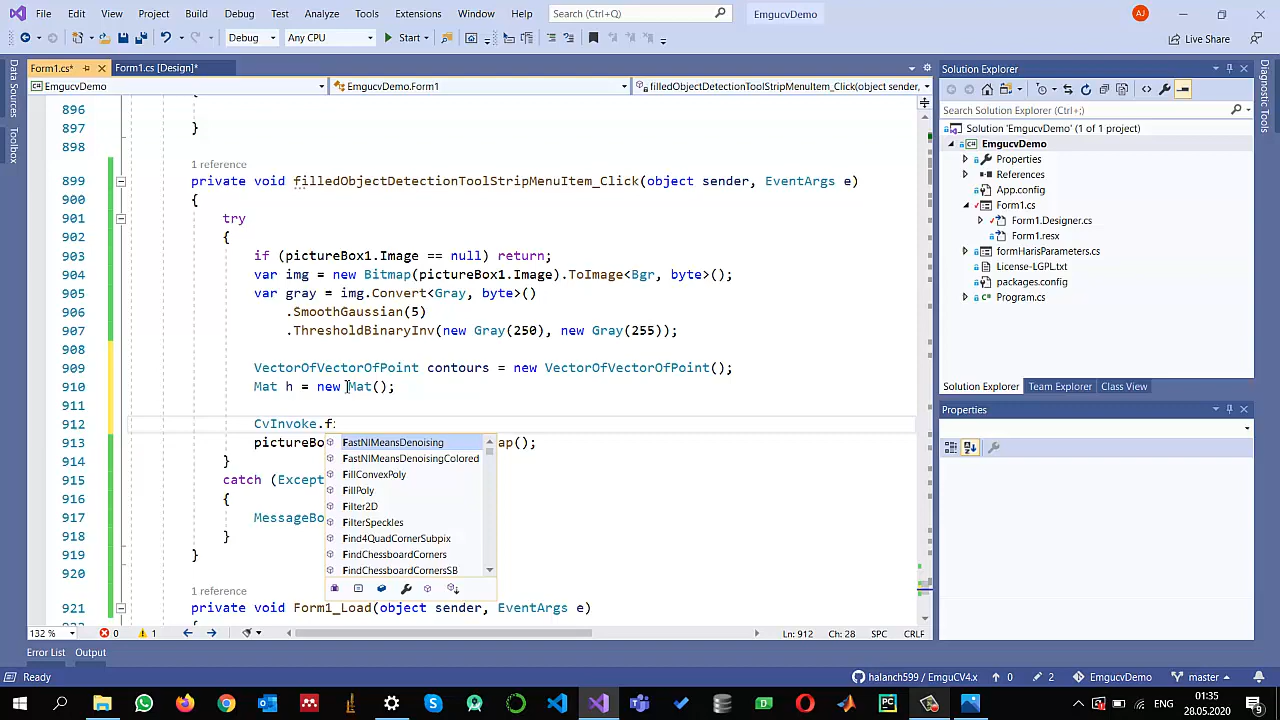 File Edit View Project Build Debug Test Analyze Tools Extensions Window Help Search (Ctrl+Q) EmgucvDemo AJ
Debug Any CPU Start Live Share
Form1.cs* Form1.cs [Design]*
EmgucvDemo EmgucvDemo.Form1 filledObjectDetectionToolStripMenuItem_Click(object sender,
Data Sources
Toolbox
896
897 }
898
1 reference
899 private void filledObjectDetectionToolStripMenuItem_Click(object sender, EventArgs e)
900 {
901 try
902 {
903 if (pictureBox1.Image == null) return;
904 var img = new Bitmap(pictureBox1.Image).ToImage<Bgr, byte>();
905 var gray = img.Convert<Gray, byte>()
906 .SmoothGaussian(5)
907 .ThresholdBinaryInv(new Gray(250), new Gray(255));
908
909 VectorOfVectorOfPoint contours = new VectorOfVectorOfPoint();
910 Mat h = new Mat();
911
912 CvInvoke.f
913 pictureBo ap();
914 }
915 catch (Except
916 {
917 MessageBo
918 }
919 }
920
1 reference
921 private void Form1_Load(object sender, EventArgs e)
FastNlMeansDenoising
FastNlMeansDenoisingColored
FillConvexPoly
FillPoly
Filter2D
FilterSpeckles
Find4QuadCornerSubpix
FindChessboardCorners
FindChessboardCornersSB
132 % 0 1 Ln: 912 Ch: 28 SPC CRLF
Error List Output
Solution Explorer
Search Solution Explorer (Ctrl+;)
Solution 'EmgucvDemo' (1 of 1 project)
EmgucvDemo
Properties
References
App.config
Form1.cs
Form1.Designer.cs
Form1.resx
formHarisParameters.cs
License-LGPL.txt
packages.config
Program.cs
Solution Explorer Team Explorer Class View
Properties
Diagnostic Tools
Ready halanch599 / EmguCV4.x 0 2 EmgucvDemo master
ENG 01:35
28.05.2020